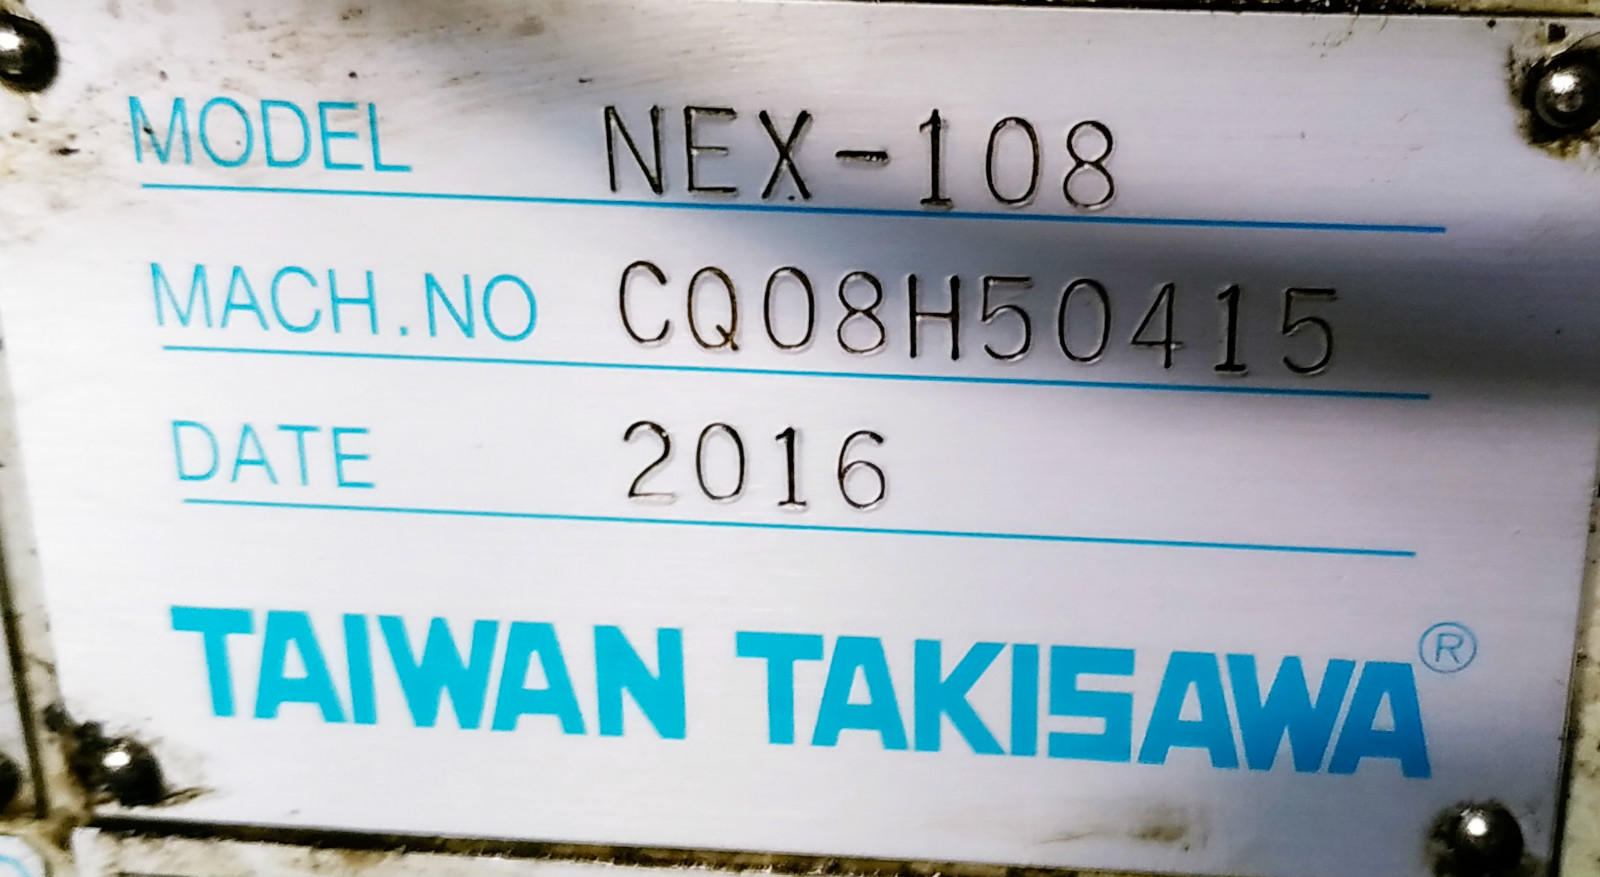 MODEL NEX-108
MACH.NO CQ08H50415
DATE 2016
TAIWAN TAKISAWA®